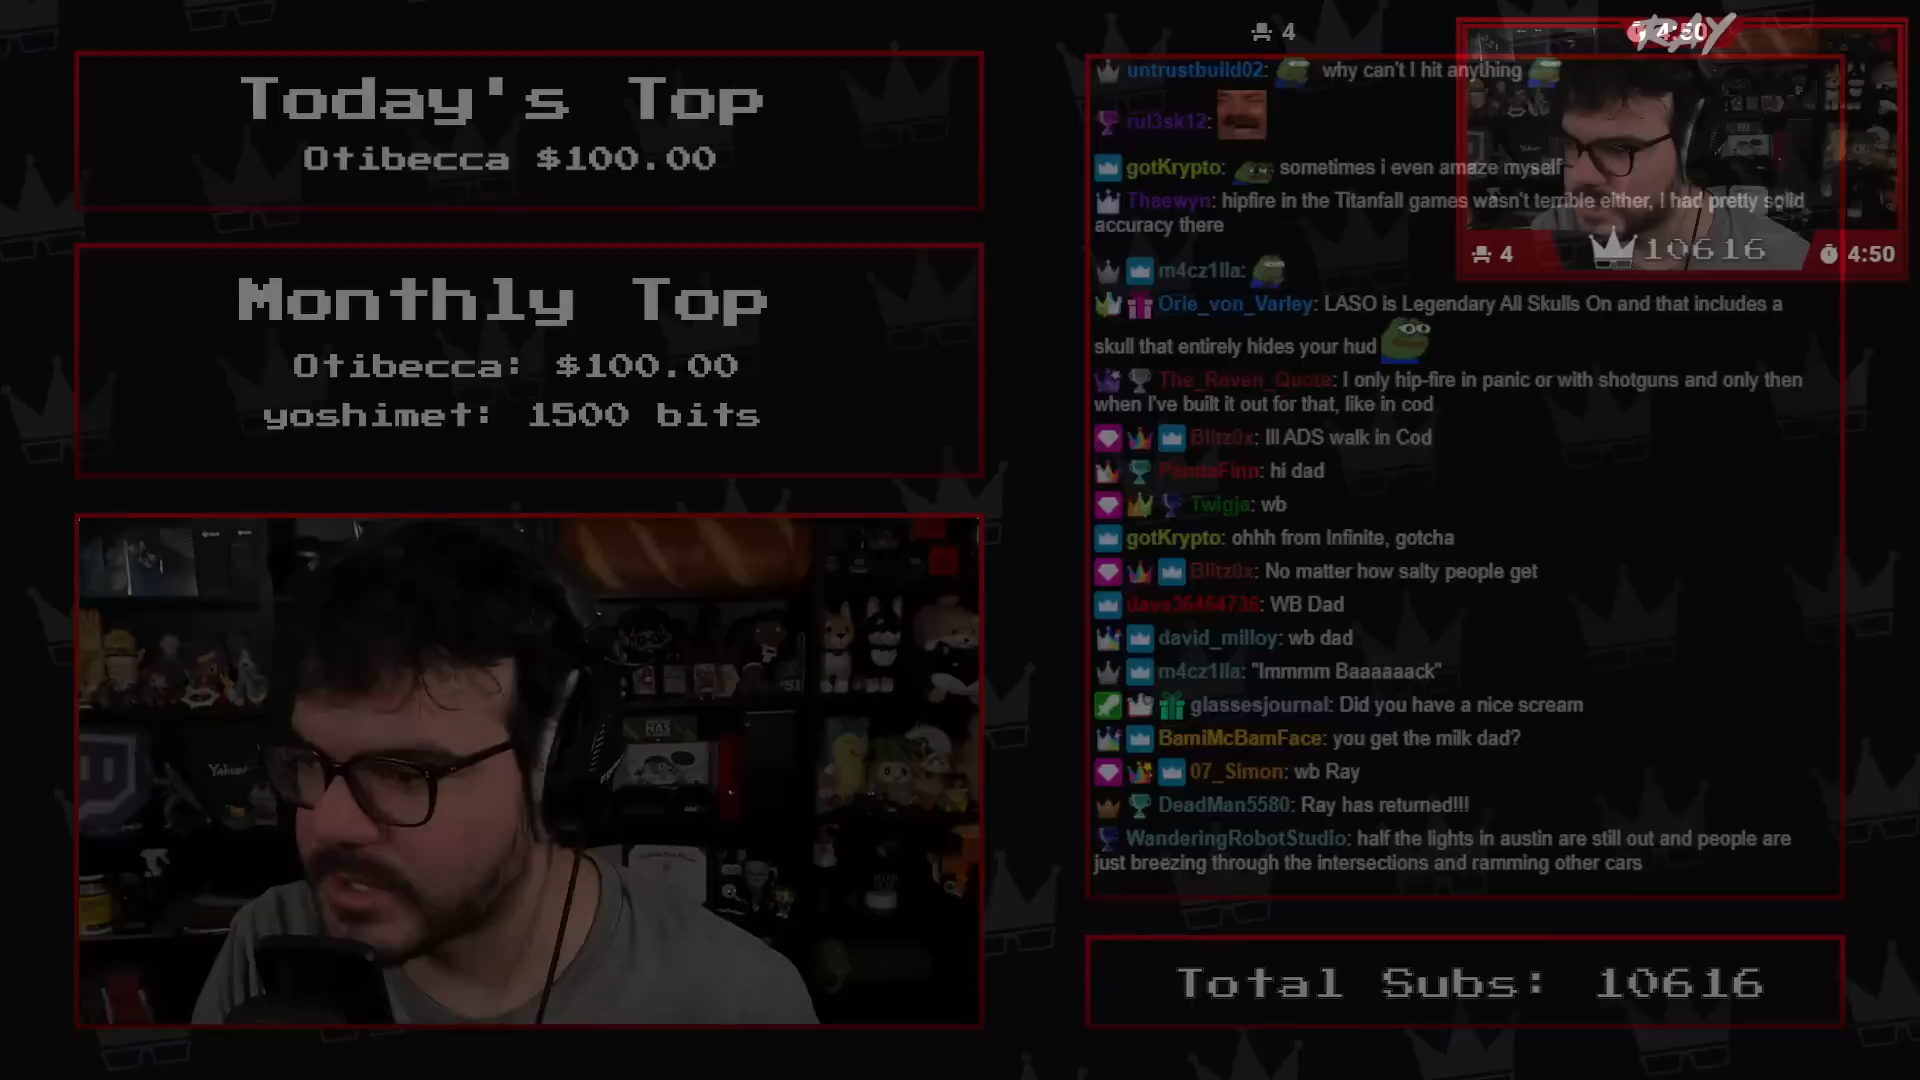 Today's Top
Otibecca $100.00
Monthly Top
Otibecca: $100.00
yoshimet: 1500 bits
4
4:50
RAY
untrustbuild02: why can't I hit anything
rul3sk12:
gotKrypto: sometimes i even amaze myself
Thaewyn: hipfire in the Titanfall games wasn't terrible either, I had pretty solid
accuracy there
m4cz1lla:
Orie_von_Varley: LASO is Legendary All Skulls On and that includes a
skull that entirely hides your hud
The_Raven_Quote: I only hip-fire in panic or with shotguns and only then
when I've built it out for that, like in cod
Blitz0x: Ill ADS walk in Cod
PandaFinn: hi dad
Twigja: wb
gotKrypto: ohhh from Infinite, gotcha
Blitz0x: No matter how salty people get
dave36464738: WB Dad
david_milloy: wb dad
m4cz1lla: "Immmm Baaaaaack"
glassesjournal: Did you have a nice scream
BamiMcBamFace: you get the milk dad?
07_Simon: wb Ray
DeadMan5580: Ray has returned!!!
WanderingRobotStudio: half the lights in austin are still out and people are
just breezing through the intersections and ramming other cars
4
10616
4:50
Total Subs: 10616